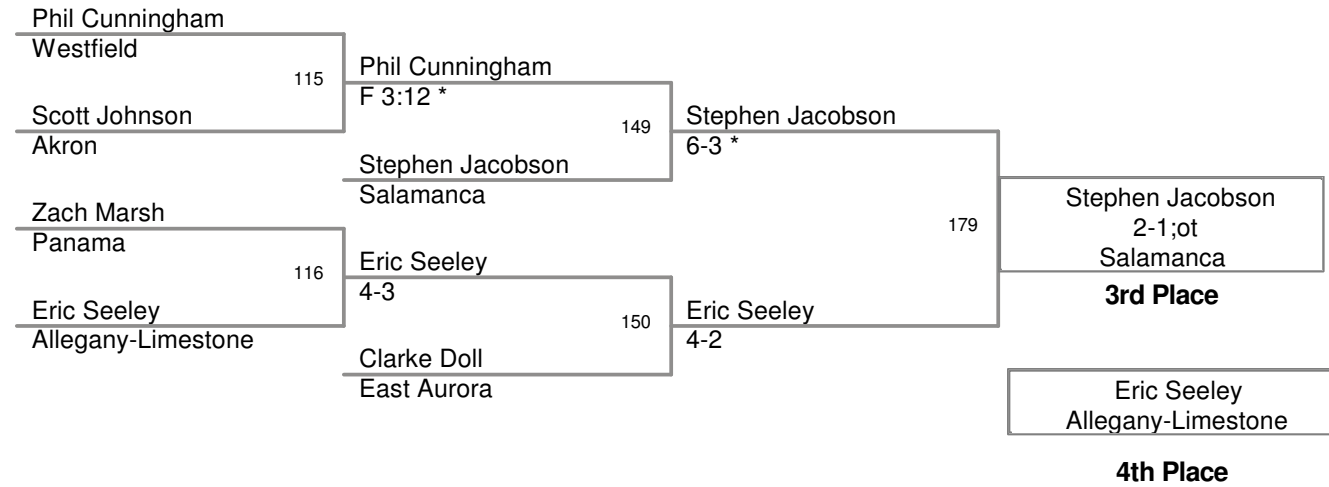 Phil Cunningham
Westfield
115
Scott Johnson
Akron
Phil Cunningham
F 3:12 *
149
Stephen Jacobson
Salamanca
Zach Marsh
Panama
116
Eric Seeley
Allegany-Limestone
Eric Seeley
4-3
150
Clarke Doll
East Aurora
Stephen Jacobson
6-3 *
179
Eric Seeley
4-2
Stephen Jacobson
2-1;ot
Salamanca
3rd Place
Eric Seeley
Allegany-Limestone
4th Place